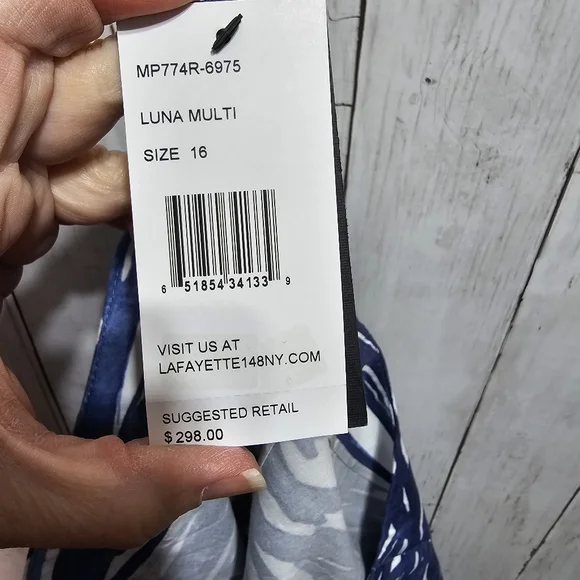 MP774R-6975
LUNA MULTI
SIZE 16
6 51854 34133 9
VISIT US AT
LAFAYETTE148NY.COM
SUGGESTED RETAIL
$298.00